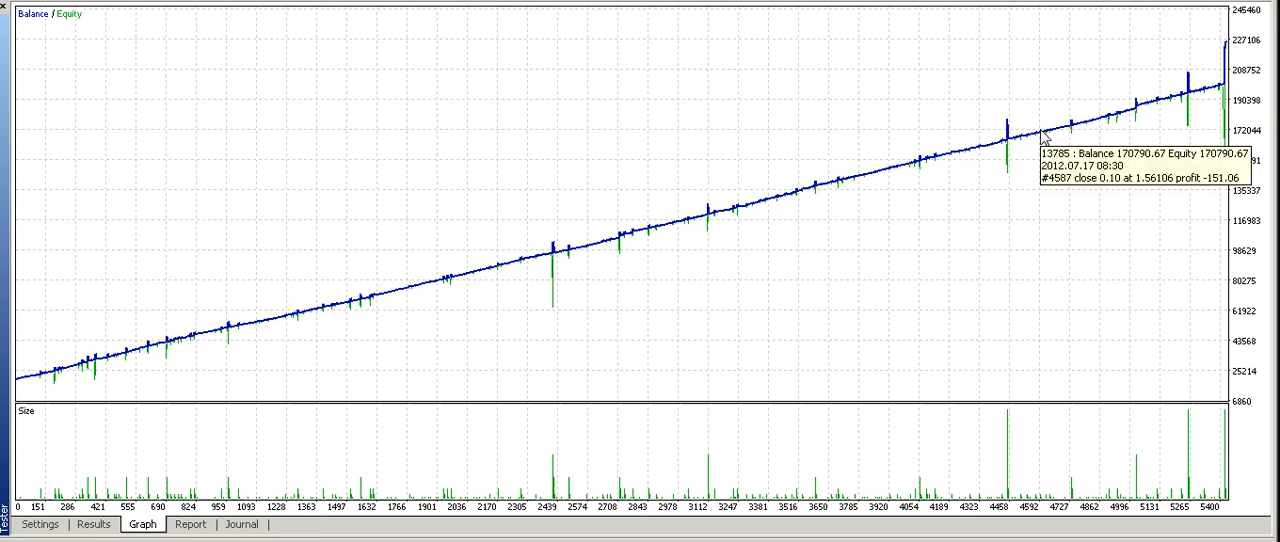 Balance / Equity
245460
227106
208752
190398
172044
13785 : Balance 170790.67 Equity 170790.67
2012.07.17 08:30
#4587 close 0.10 at 1.56106 profit -151.06
91
135337
116983
98629
80275
61922
43568
25214
6860
Size
0 151 286 421 555 690 824 959 1093 1228 1363 1497 1632 1766 1901 2036 2170 2305 2439 2574 2708 2843 2978 3112 3247 3381 3516 3650 3785 3920 4054 4189 4323 4458 4592 4727 4862 4996 5131 5265 5400
Tester
Settings | Results | Graph | Report | Journal |